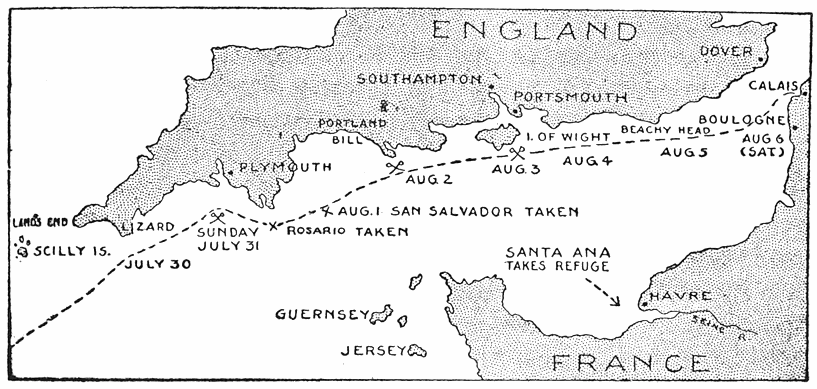 ENGLAND
DOVER
SOUTHAMPTON
CALAIS
PORTSMOUTH
PORTLAND
BILL
BOULOGNE
I. OF WIGHT
BEACHY HEAD
AUG 6
(SAT)
AUG. 2
AUG. 3
AUG. 4
AUG 5
PLYMOUTH
LAND'S END
LIZARD
SUNDAY
JULY 31
AUG. 1 SAN SALVADOR TAKEN
ROSARIO TAKEN
SCILLY IS.
JULY 30
SANTA ANA
TAKES REFUGE
HAVRE
SEINE R.
GUERNSEY
JERSEY
FRANCE